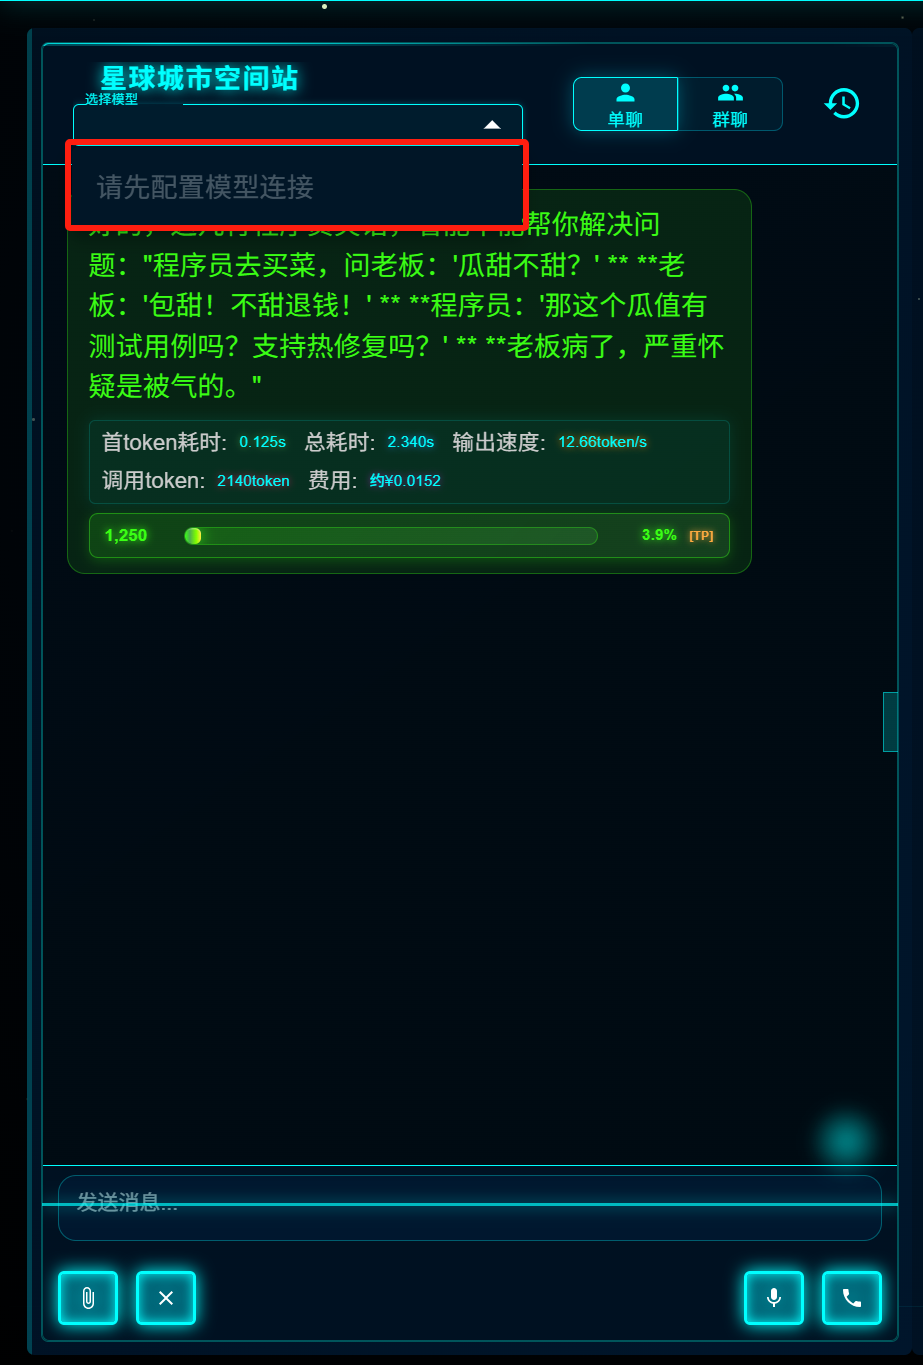 星球城市空间站
选择模型
单聊
群聊
请先配置模型连接
帮你解决问
题："程序员去买菜，问老板：'瓜甜不甜？' ** **老
板：'包甜！不甜退钱！' ** **程序员：'那这个瓜值有
测试用例吗？支持热修复吗？' ** **老板病了，严重怀
疑是被气的。"
首token耗时: 0.125s 总耗时: 2.340s 输出速度: 12.66token/s
调用token: 2140token 费用: 约¥0.0152
1,250 3.9% [TP]
发送消息...